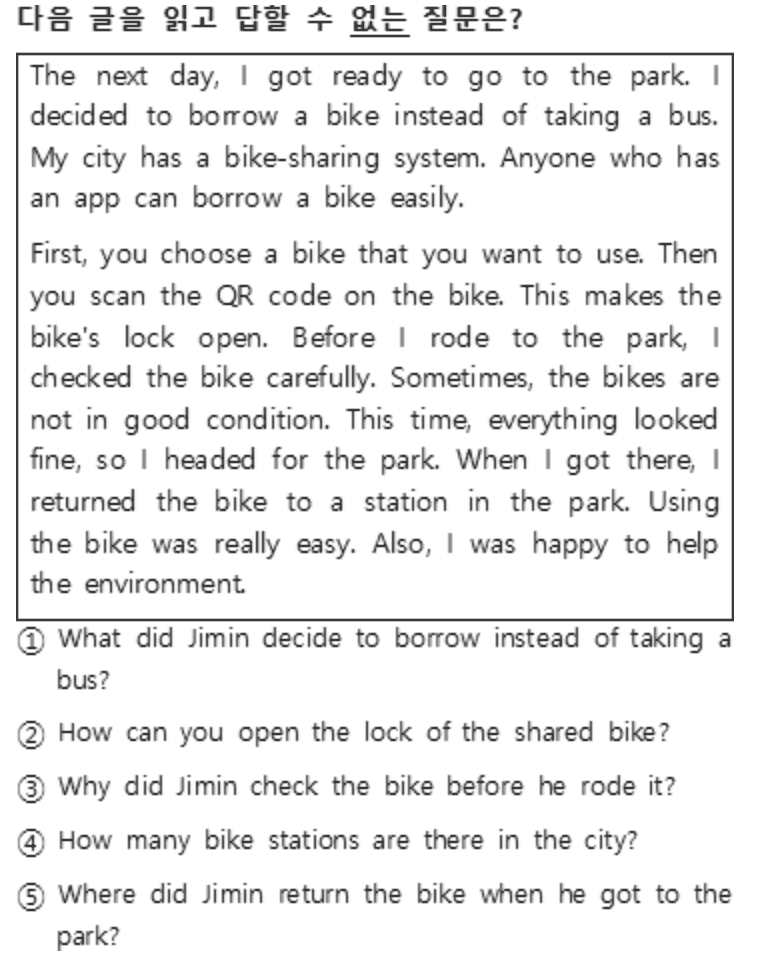 다음 글을 읽고 답할 수 없는 질문은?
The next day, I got ready to go to the park. I
decided to borrow a bike instead of taking a bus.
My city has a bike-sharing system. Anyone who has
an app can borrow a bike easily.
First, you choose a bike that you want to use. Then
you scan the QR code on the bike. This makes the
bike's lock open. Before I rode to the park, I
checked the bike carefully. Sometimes, the bikes are
not in good condition. This time, everything looked
fine, so I headed for the park. When I got there, I
returned the bike to a station in the park. Using
the bike was really easy. Also, I was happy to help
the environment.
① What did Jimin decide to borrow instead of taking a
bus?
② How can you open the lock of the shared bike?
③ Why did Jimin check the bike before he rode it?
④ How many bike stations are there in the city?
⑤ Where did Jimin return the bike when he got to the
park?